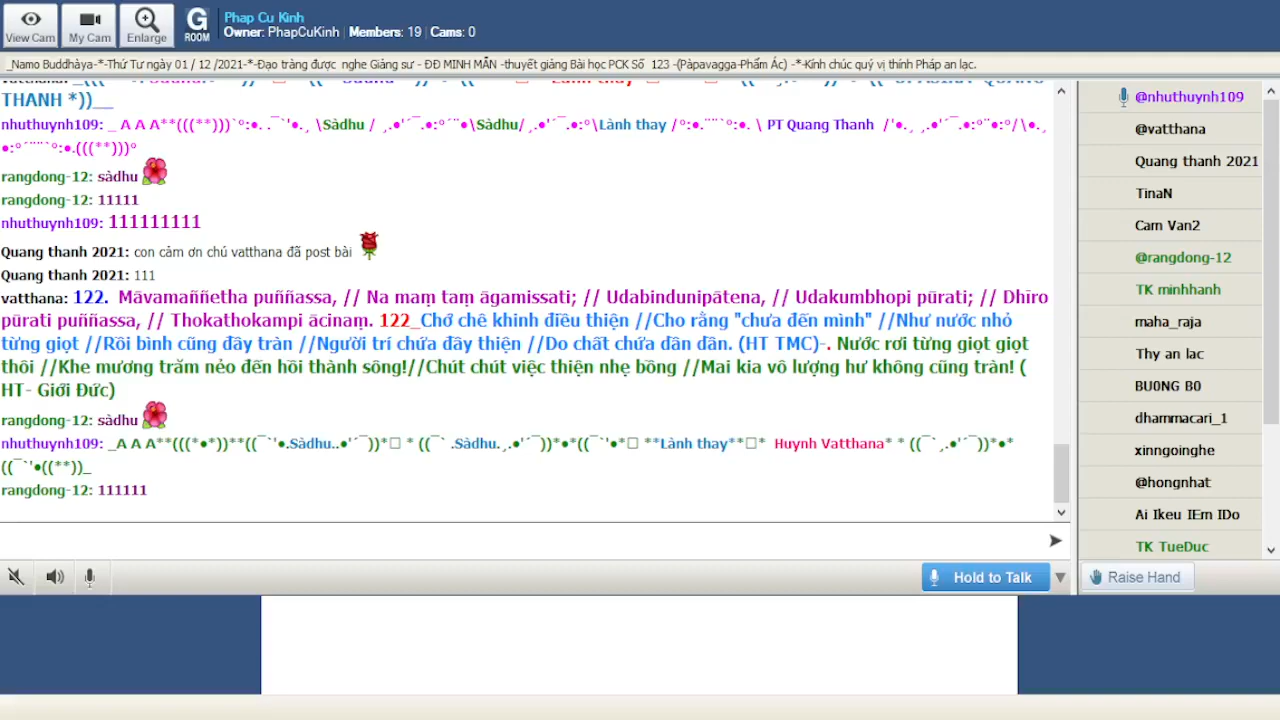 View Cam
My Cam
Enlarge
G
ROOM
Phap Cu Kinh
Owner: PhapCuKinh | Members: 19 | Cams: 0
_Namo Buddhàya-*-Thứ Tư ngày 01 / 12 /2021-*-Đạo tràng được nghe Giảng sư - ĐĐ MINH MẪN -thuyết giảng Bài học PCK Số 123 -(Pàpavagga-Phẩm Ác) -*-Kính chúc quý vị thính Pháp an lạc.
THANH *))__
nhuthuynh109: _ A A A**(((**)))`°:•. .¯`'•.¸ \Sàdhu / ¸.•'´¯.•:°´¨•\Sàdhu/¸.•'´¯.•:°\Lành thay /°:•.¨¨`°:•. \ PT Quang Thanh /'•.¸ ¸.•'´¯.•:°¨•:°/\•.¸
•:°´¨¨`°:•.(((**)))°
rangdong-12: sàdhu
rangdong-12: 11111
nhuthuynh109: 111111111
Quang thanh 2021: con cảm ơn chú vatthana đã post bài
Quang thanh 2021: 111
vatthana: 122. Māvamaññetha puññassa, // Na maṃ taṃ āgamissati; // Udabindunipātena, // Udakumbhopi pūrati; // Dhīro
pūrati puññassa, // Thokathokampi ācinaṃ. 122_Chớ chê khinh điều thiện //Cho rằng "chưa đến mình" //Như nước nhỏ
từng giọt //Rồi bình cũng đầy tràn //Người trí chứa đầy thiện //Do chất chứa dần dần. (HT TMC)-. Nước rơi từng giọt giọt
thôi //Khe mương trăm nẻo đến hồi thành sông!//Chút chút việc thiện nhẹ bồng //Mai kia vô lượng hư không cũng tràn! (
HT- Giới Đức)
rangdong-12: sàdhu
nhuthuynh109: _A A A**(((*•*))**((¯`'•.Sàdhu..•'´¯))*□ * ((¯` .Sàdhu.¸.•'´¯))*•*((¯`'•*□ **Lành thay**□* Huynh Vatthana* * ((¯`¸.•'´¯))*•*
((¯`'•((**))_
rangdong-12: 111111
@nhuthuynh109
@vatthana
Quang thanh 2021
TinaN
Cam Van2
@rangdong-12
TK minhhanh
maha_raja
Thy an lac
BU0NG B0
dhammacari_1
xinngoinghe
@hongnhat
Ai Ikeu IEm IDo
TK TueDuc
Hold to Talk
Raise Hand